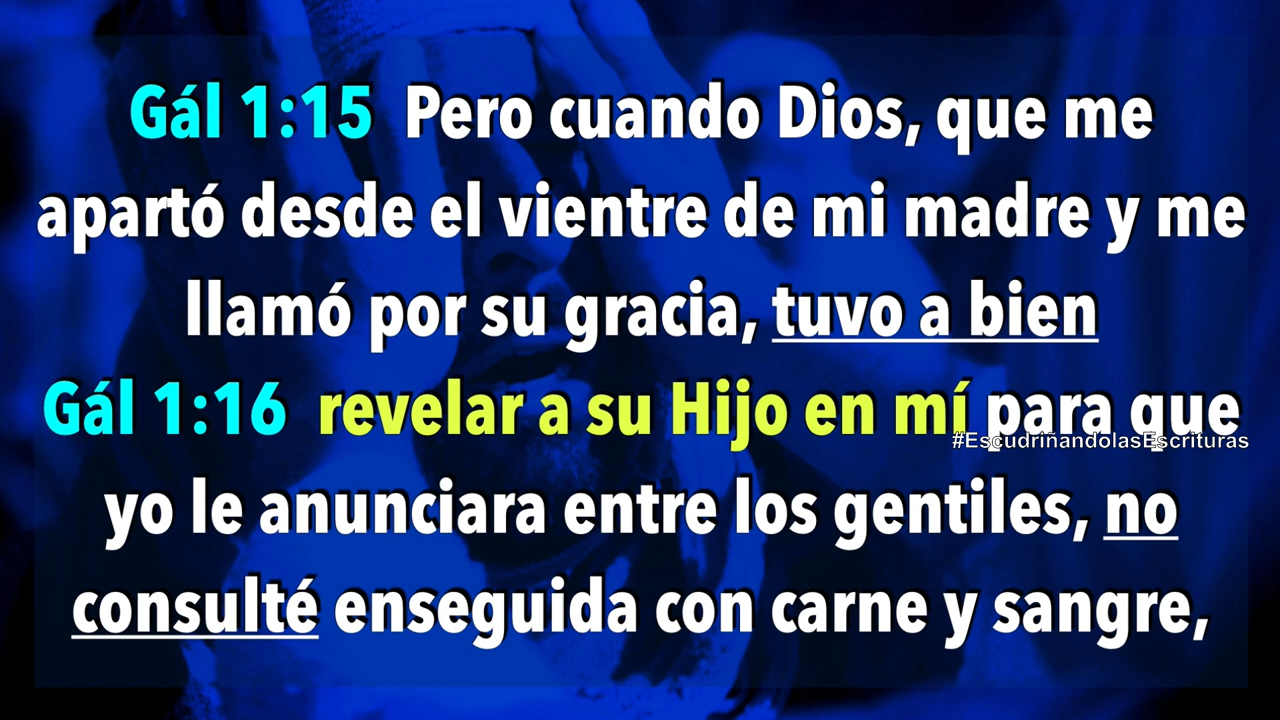 Gál 1:15 Pero cuando Dios, que me
apartó desde el vientre de mi madre y me
llamó por su gracia, tuvo a bien
Gál 1:16 revelar a su Hijo en mí para que
#EscudriñandolasEscrituras
yo le anunciara entre los gentiles, no
consulté enseguida con carne y sangre,